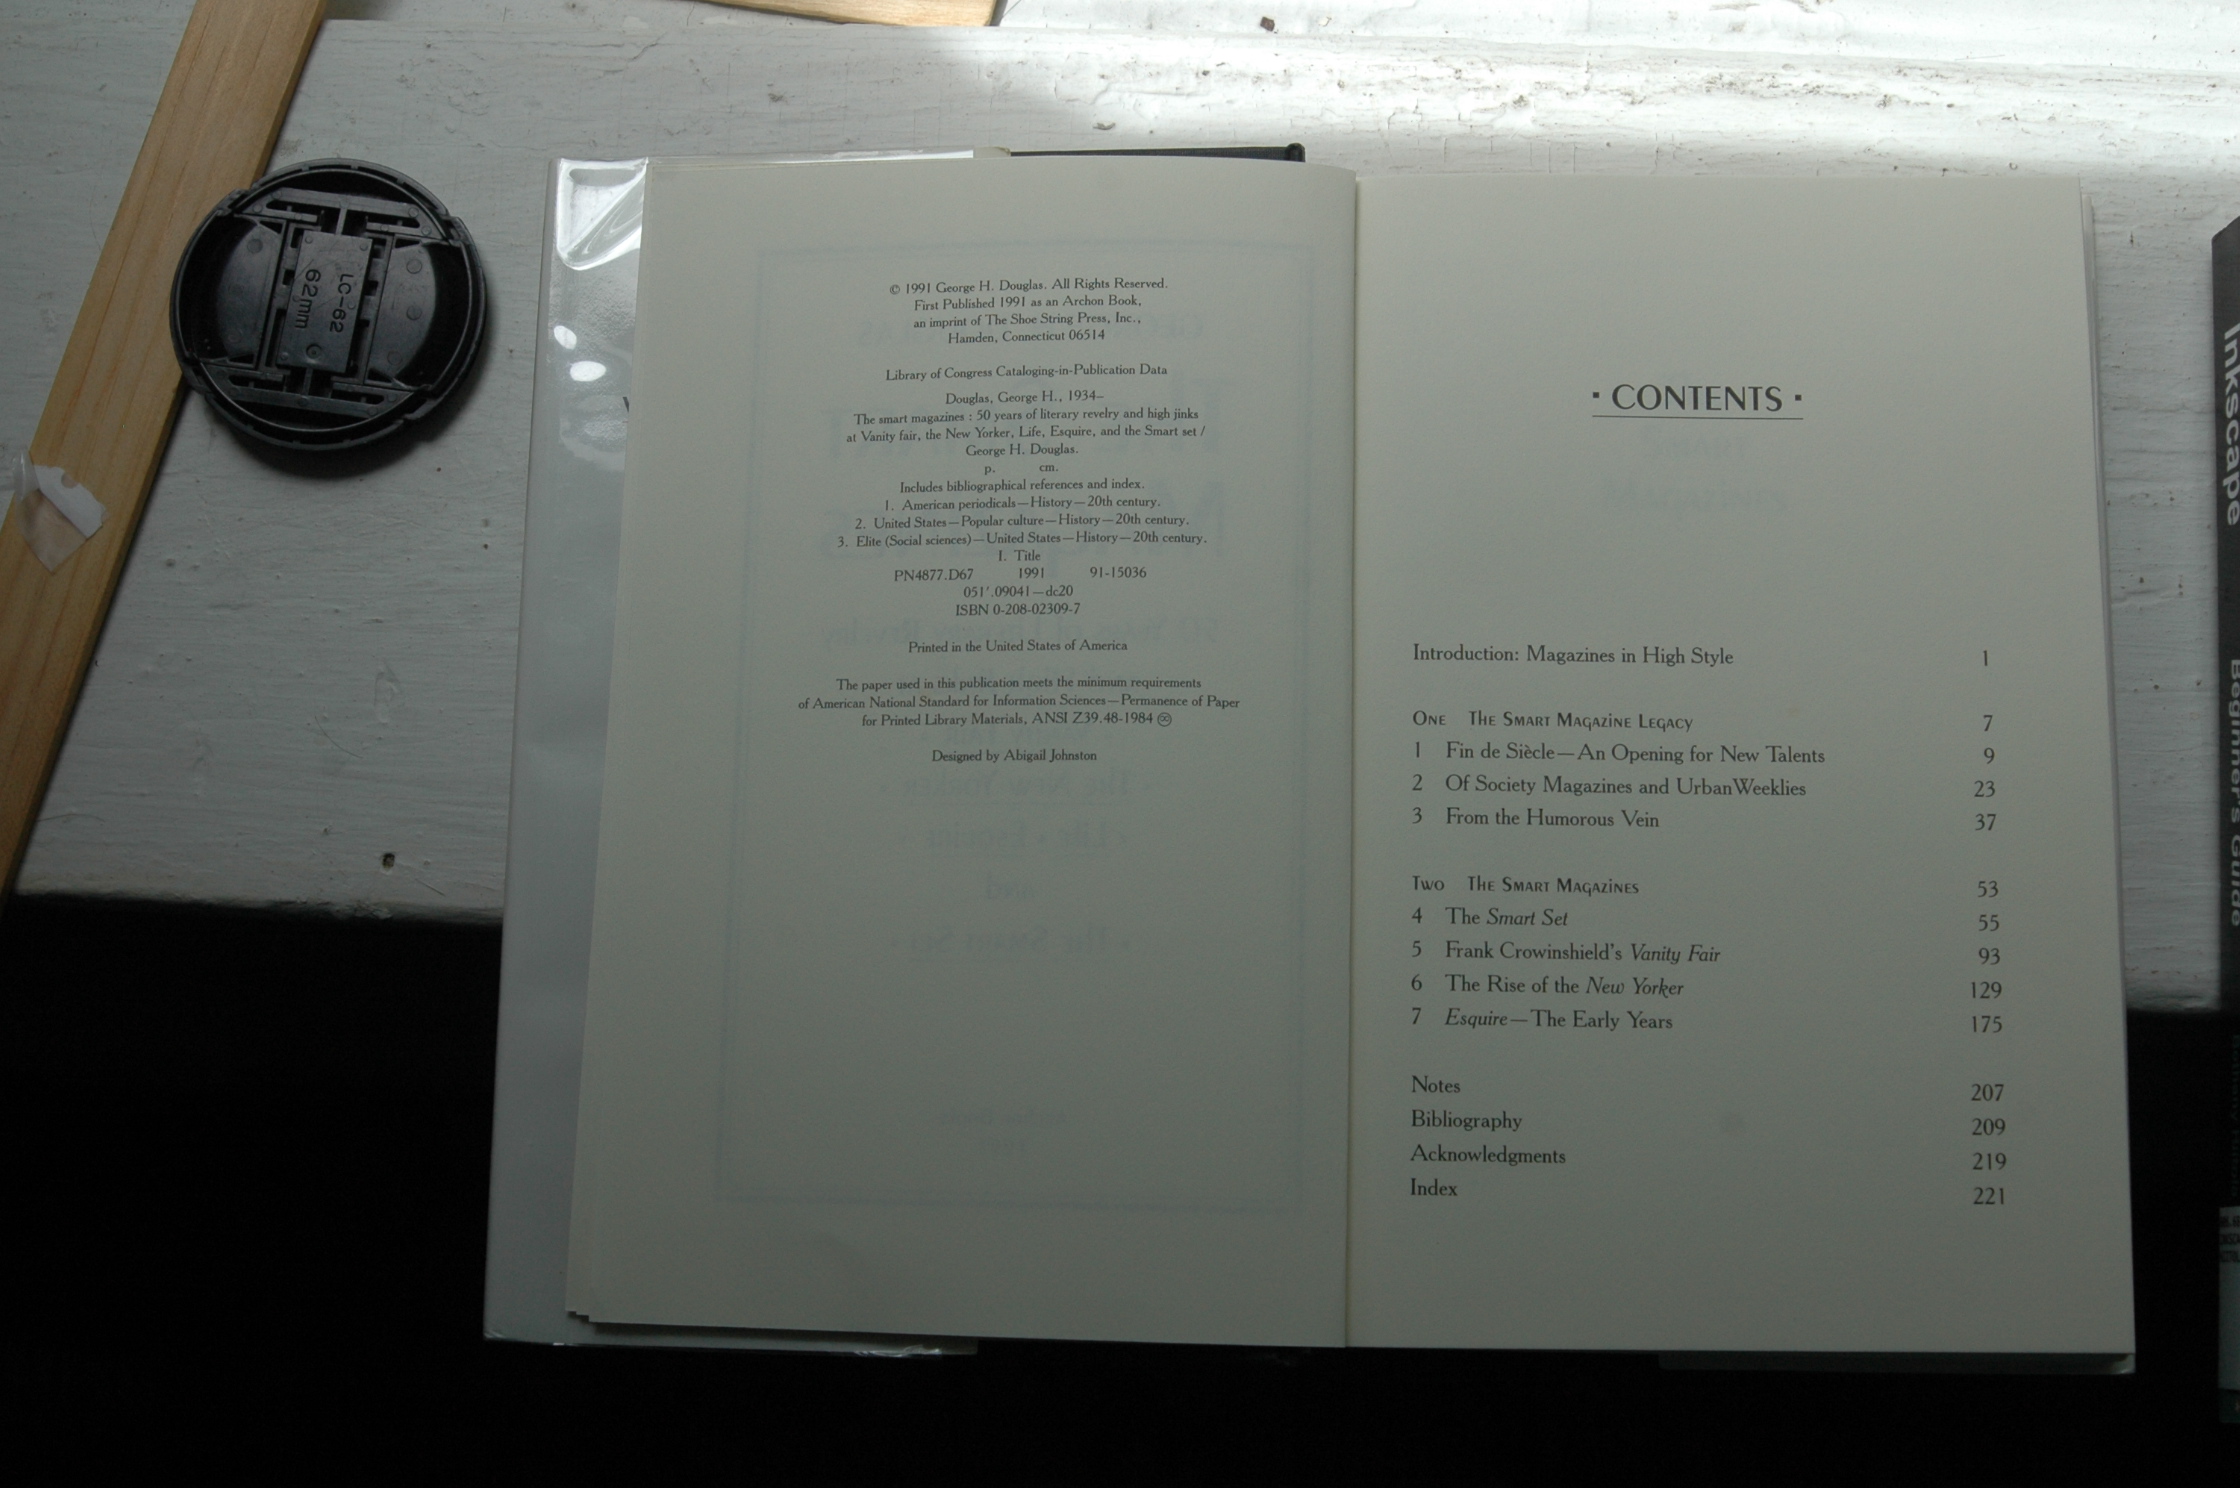 LC-62
62mm
© 1991 George H. Douglas. All Rights Reserved.
First Published 1991 as an Archon Book,
an imprint of The Shoe String Press, Inc.,
Hamden, Connecticut 06514
Library of Congress Cataloging-in-Publication Data
Douglas, George H., 1934–
The smart magazines : 50 years of literary revelry and high jinks
at Vanity fair, the New Yorker, Life, Esquire, and the Smart set /
George H. Douglas.
p. cm.
Includes bibliographical references and index.
1. American periodicals—History—20th century.
2. United States—Popular culture—History—20th century.
3. Elite (Social sciences)—United States—History—20th century.
I. Title
PN4877.D67 1991 91-15036
051'.09041—dc20
ISBN 0-208-02309-7
Printed in the United States of America
The paper used in this publication meets the minimum requirements
of American National Standard for Information Sciences—Permanence of Paper
for Printed Library Materials, ANSI Z39.48-1984 ♾
Designed by Abigail Johnston
· CONTENTS ·
Introduction: Magazines in High Style 1
One The Smart Magazine Legacy 7
1 Fin de Siècle—An Opening for New Talents 9
2 Of Society Magazines and UrbanWeeklies 23
3 From the Humorous Vein 37
Two The Smart Magazines 53
4 The Smart Set 55
5 Frank Crowinshield's Vanity Fair 93
6 The Rise of the New Yorker 129
7 Esquire—The Early Years 175
Notes 207
Bibliography 209
Acknowledgments 219
Index 221
Inkscape
Beginner's Guide